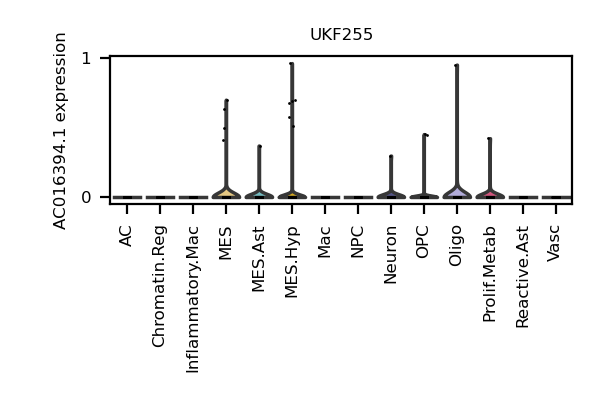 UKF255
AC016394.1 expression
1
0
AC
Chromatin.Reg
Inflammatory.Mac
MES
MES.Ast
MES.Hyp
Mac
NPC
Neuron
OPC
Oligo
Prolif.Metab
Reactive.Ast
Vasc